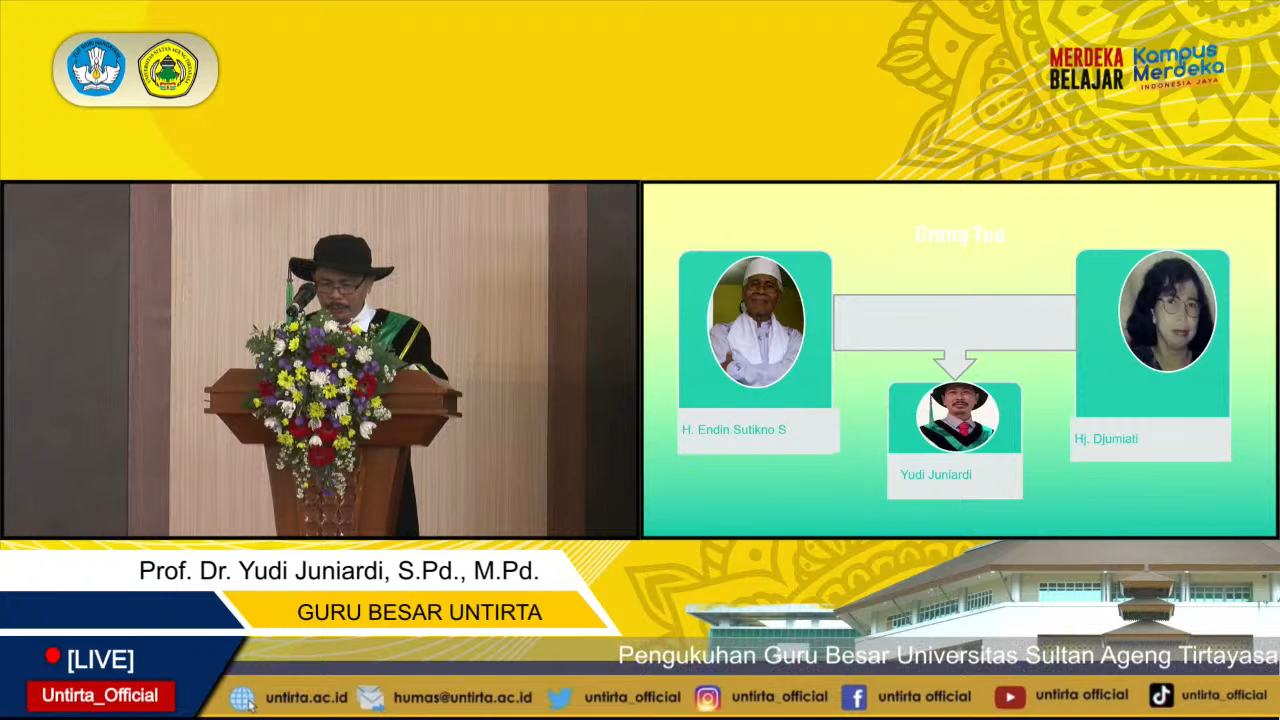 MERDEKA
BELAJAR
Kampus
Merdeka
INDONESIA JAYA
Orang Tua
H. Endin Sutikno S
Hj. Djumiati
Yudi Juniardi
Prof. Dr. Yudi Juniardi, S.Pd., M.Pd.
GURU BESAR UNTIRTA
[LIVE]
Pengukuhan Guru Besar Universitas Sultan Ageng Tirtayasa
Untirta_Official
untirta.ac.id
humas@untirta.ac.id
untirta_official
untirta_official
untirta official
untirta official
untirta_official